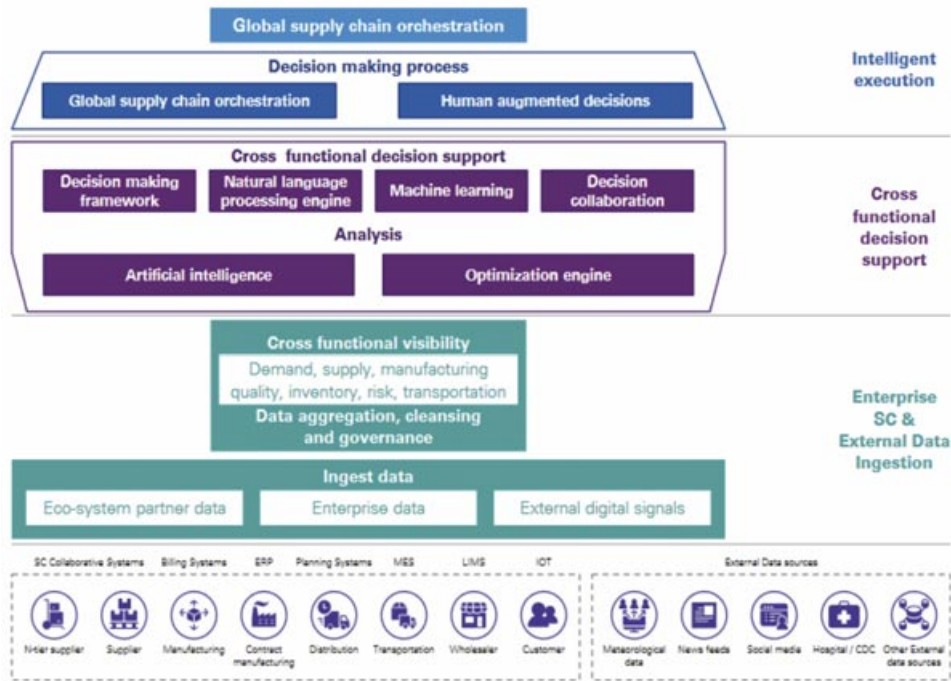 Global supply chain orchestration
Decision making process
Global supply chain orchestration
Human augmented decisions
Intelligent
execution
Cross functional decision support
Decision making
framework
Natural language
processing engine
Machine learning
Decision
collaboration
Analysis
Artificial intelligence
Optimization engine
Cross
functional
decision
support
Cross functional visibility
Demand, supply, manufacturing
quality, inventory, risk, transportation
Data aggregation, cleansing
and governance
Ingest data
Eco-system partner data
Enterprise data
External digital signals
Enterprise
SC &
External Data
Ingestion
SC Collaborative Systems
Billing Systems
ERP
Planning Systems
MES
LIMS
IOT
External Data sources
N-tier supplier
Supplier
Manufacturing
Contract
manufacturing
Distribution
Transportation
Wholesaler
Customer
Meteorological
data
News feeds
Social media
Hospital / CDC
Other External
data sources